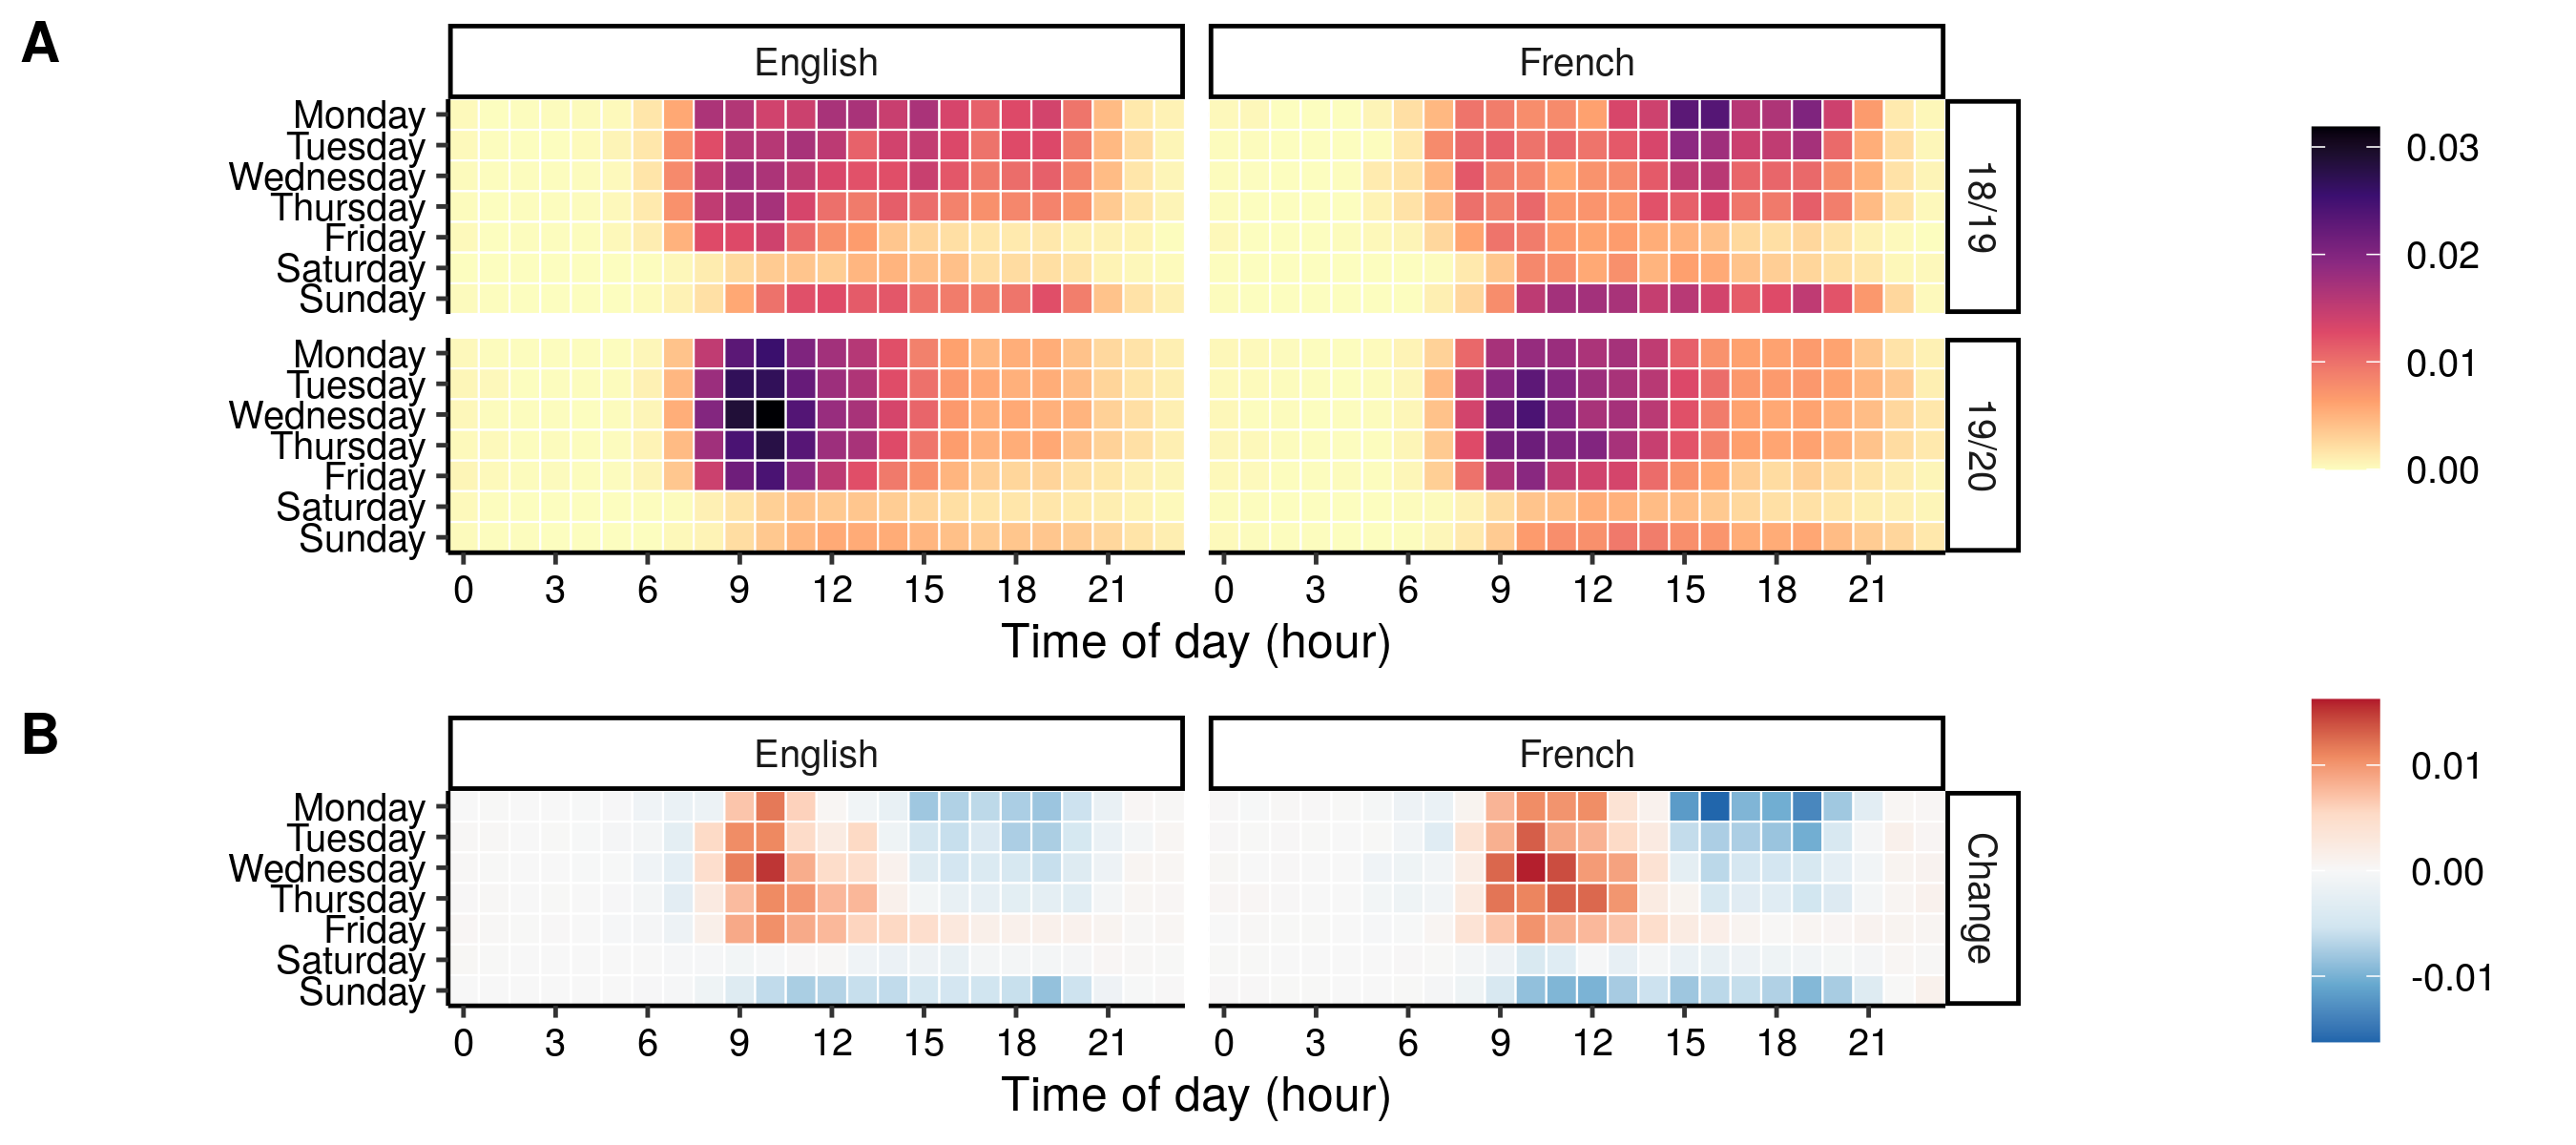 A
English
French
Monday
Tuesday
Wednesday
Thursday
Friday
Saturday
Sunday
18/19
Monday
Tuesday
Wednesday
Thursday
Friday
Saturday
Sunday
19/20
0 3 6 9 12 15 18 21
0 3 6 9 12 15 18 21
Time of day (hour)
0.03
0.02
0.01
0.00
B
English
French
Monday
Tuesday
Wednesday
Thursday
Friday
Saturday
Sunday
Change
0 3 6 9 12 15 18 21
0 3 6 9 12 15 18 21
Time of day (hour)
0.01
0.00
-0.01